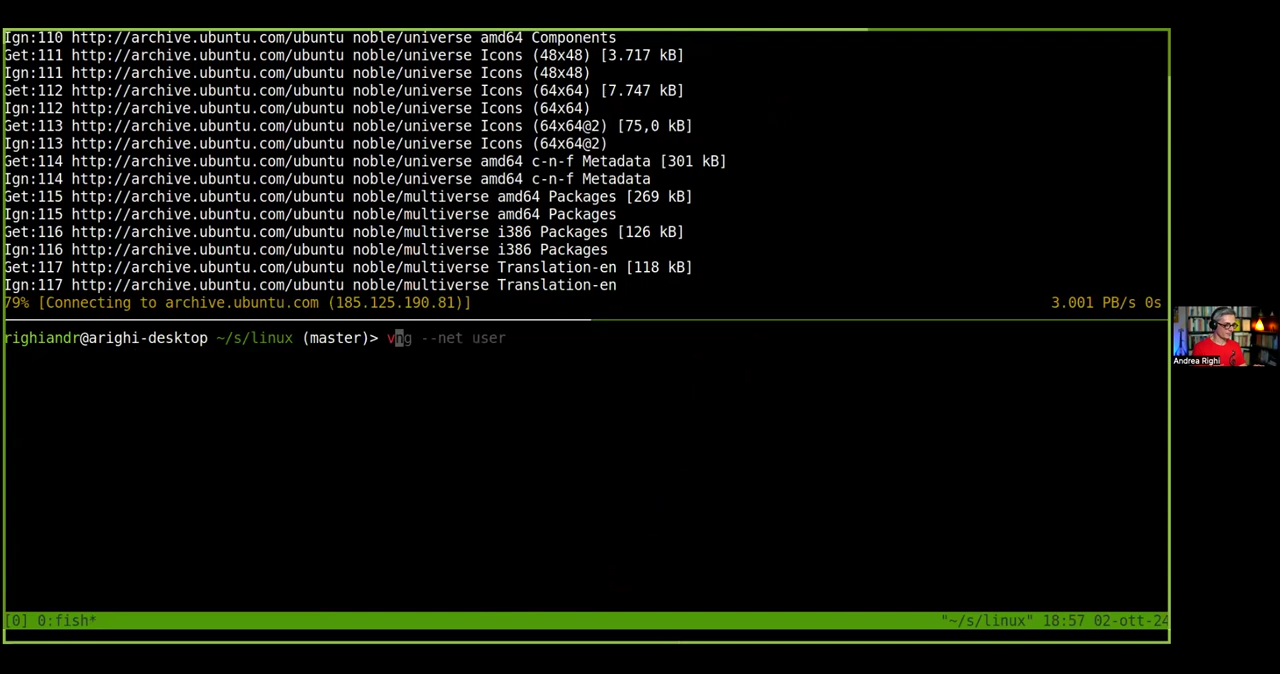 Ign:110 http://archive.ubuntu.com/ubuntu noble/universe amd64 Components
Get:111 http://archive.ubuntu.com/ubuntu noble/universe Icons (48x48) [3.717 kB]
Ign:111 http://archive.ubuntu.com/ubuntu noble/universe Icons (48x48)
Get:112 http://archive.ubuntu.com/ubuntu noble/universe Icons (64x64) [7.747 kB]
Ign:112 http://archive.ubuntu.com/ubuntu noble/universe Icons (64x64)
Get:113 http://archive.ubuntu.com/ubuntu noble/universe Icons (64x64@2) [75,0 kB]
Ign:113 http://archive.ubuntu.com/ubuntu noble/universe Icons (64x64@2)
Get:114 http://archive.ubuntu.com/ubuntu noble/universe amd64 c-n-f Metadata [301 kB]
Ign:114 http://archive.ubuntu.com/ubuntu noble/universe amd64 c-n-f Metadata
Get:115 http://archive.ubuntu.com/ubuntu noble/multiverse amd64 Packages [269 kB]
Ign:115 http://archive.ubuntu.com/ubuntu noble/multiverse amd64 Packages
Get:116 http://archive.ubuntu.com/ubuntu noble/multiverse i386 Packages [126 kB]
Ign:116 http://archive.ubuntu.com/ubuntu noble/multiverse i386 Packages
Get:117 http://archive.ubuntu.com/ubuntu noble/multiverse Translation-en [118 kB]
Ign:117 http://archive.ubuntu.com/ubuntu noble/multiverse Translation-en
79% [Connecting to archive.ubuntu.com (185.125.190.81)] 3.001 PB/s 0s
righiandr@arighi-desktop ~/s/linux (master)> vng --net user
Andrea Righi
[0] 0:fish* "~/s/linux" 18:57 02-ott-24